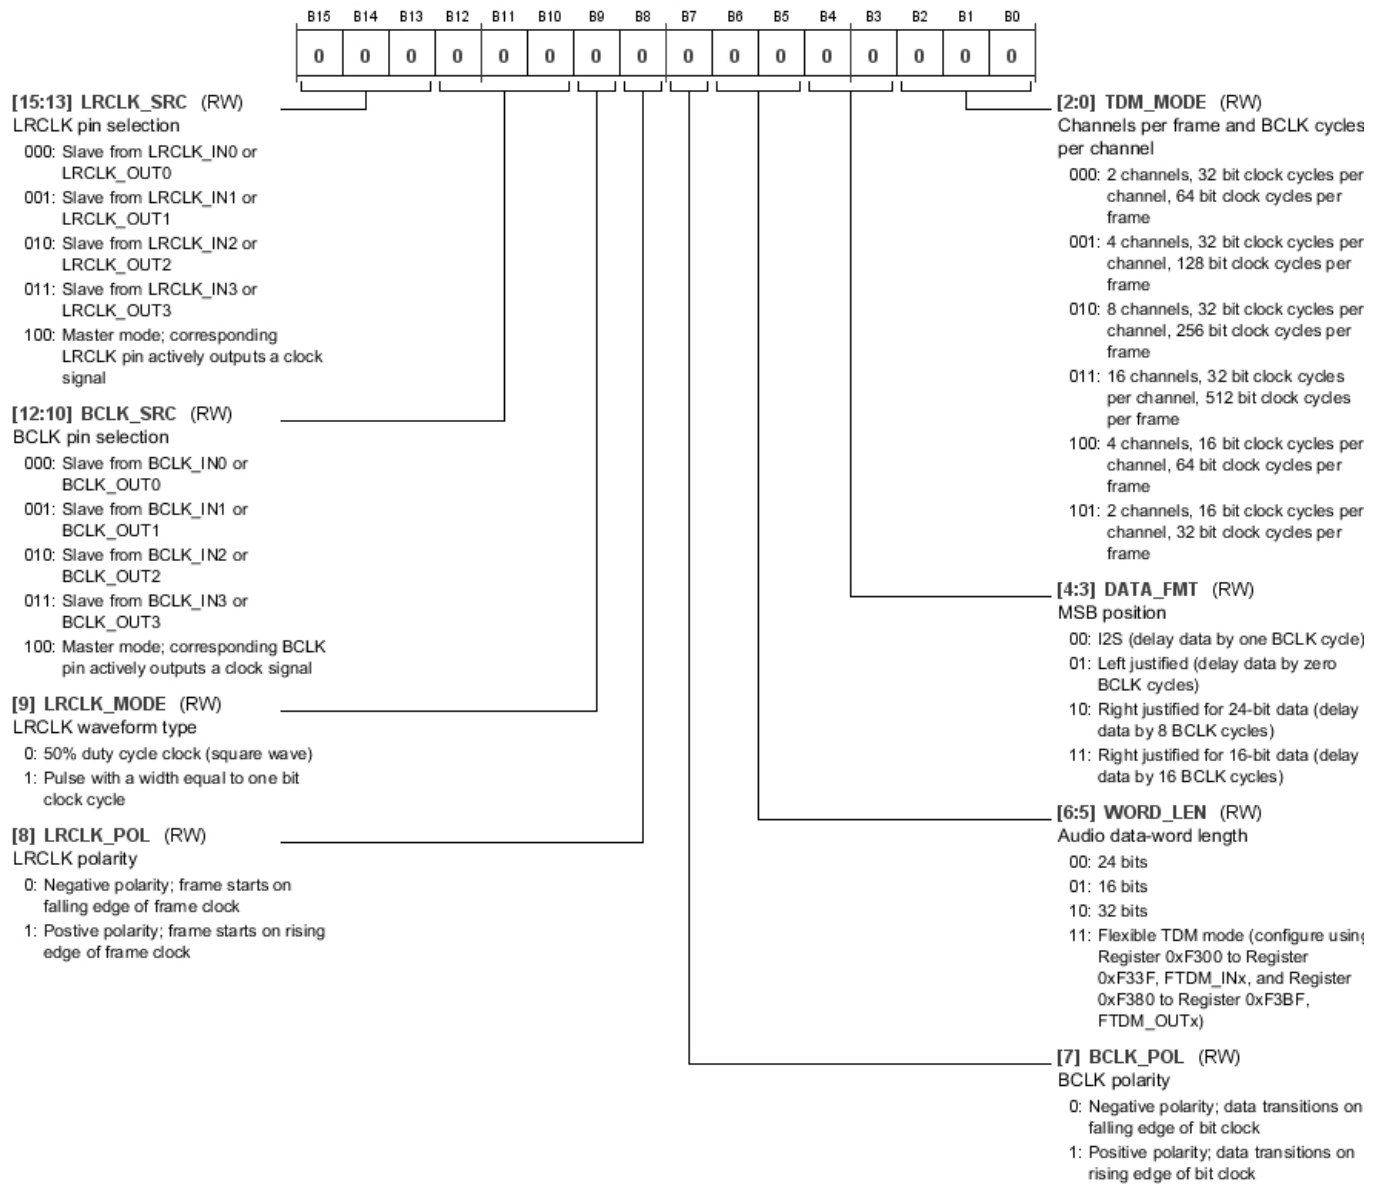 B15 B14 B13 B12 B11 B10 B9 B8 B7 B6 B5 B4 B3 B2 B1 B0
0 0 0 0 0 0 0 0 0 0 0 0 0 0 0 0
[15:13] LRCLK_SRC (RW)
LRCLK pin selection
000: Slave from LRCLK_IN0 or
LRCLK_OUT0
001: Slave from LRCLK_IN1 or
LRCLK_OUT1
010: Slave from LRCLK_IN2 or
LRCLK_OUT2
011: Slave from LRCLK_IN3 or
LRCLK_OUT3
100: Master mode; corresponding
LRCLK pin actively outputs a clock
signal
[12:10] BCLK_SRC (RW)
BCLK pin selection
000: Slave from BCLK_IN0 or
BCLK_OUT0
001: Slave from BCLK_IN1 or
BCLK_OUT1
010: Slave from BCLK_IN2 or
BCLK_OUT2
011: Slave from BCLK_IN3 or
BCLK_OUT3
100: Master mode; corresponding BCLK
pin actively outputs a clock signal
[9] LRCLK_MODE (RW)
LRCLK waveform type
0: 50% duty cycle clock (square wave)
1: Pulse with a width equal to one bit
clock cycle
[8] LRCLK_POL (RW)
LRCLK polarity
0: Negative polarity; frame starts on
falling edge of frame clock
1: Postive polarity; frame starts on rising
edge of frame clock
[2:0] TDM_MODE (RW)
Channels per frame and BCLK cycles
per channel
000: 2 channels, 32 bit clock cycles per
channel, 64 bit clock cycles per
frame
001: 4 channels, 32 bit clock cycles per
channel, 128 bit clock cycles per
frame
010: 8 channels, 32 bit clock cycles per
channel, 256 bit clock cycles per
frame
011: 16 channels, 32 bit clock cycles
per channel, 512 bit clock cycles
per frame
100: 4 channels, 16 bit clock cycles per
channel, 64 bit clock cycles per
frame
101: 2 channels, 16 bit clock cycles per
channel, 32 bit clock cycles per
frame
[4:3] DATA_FMT (RW)
MSB position
00: I2S (delay data by one BCLK cycle)
01: Left justified (delay data by zero
BCLK cycles)
10: Right justified for 24-bit data (delay
data by 8 BCLK cycles)
11: Right justified for 16-bit data (delay
data by 16 BCLK cycles)
[6:5] WORD_LEN (RW)
Audio data-word length
00: 24 bits
01: 16 bits
10: 32 bits
11: Flexible TDM mode (configure using
Register 0xF300 to Register
0xF33F, FTDM_INx, and Register
0xF380 to Register 0xF3BF,
FTDM_OUTx)
[7] BCLK_POL (RW)
BCLK polarity
0: Negative polarity; data transitions on
falling edge of bit clock
1: Positive polarity; data transitions on
rising edge of bit clock